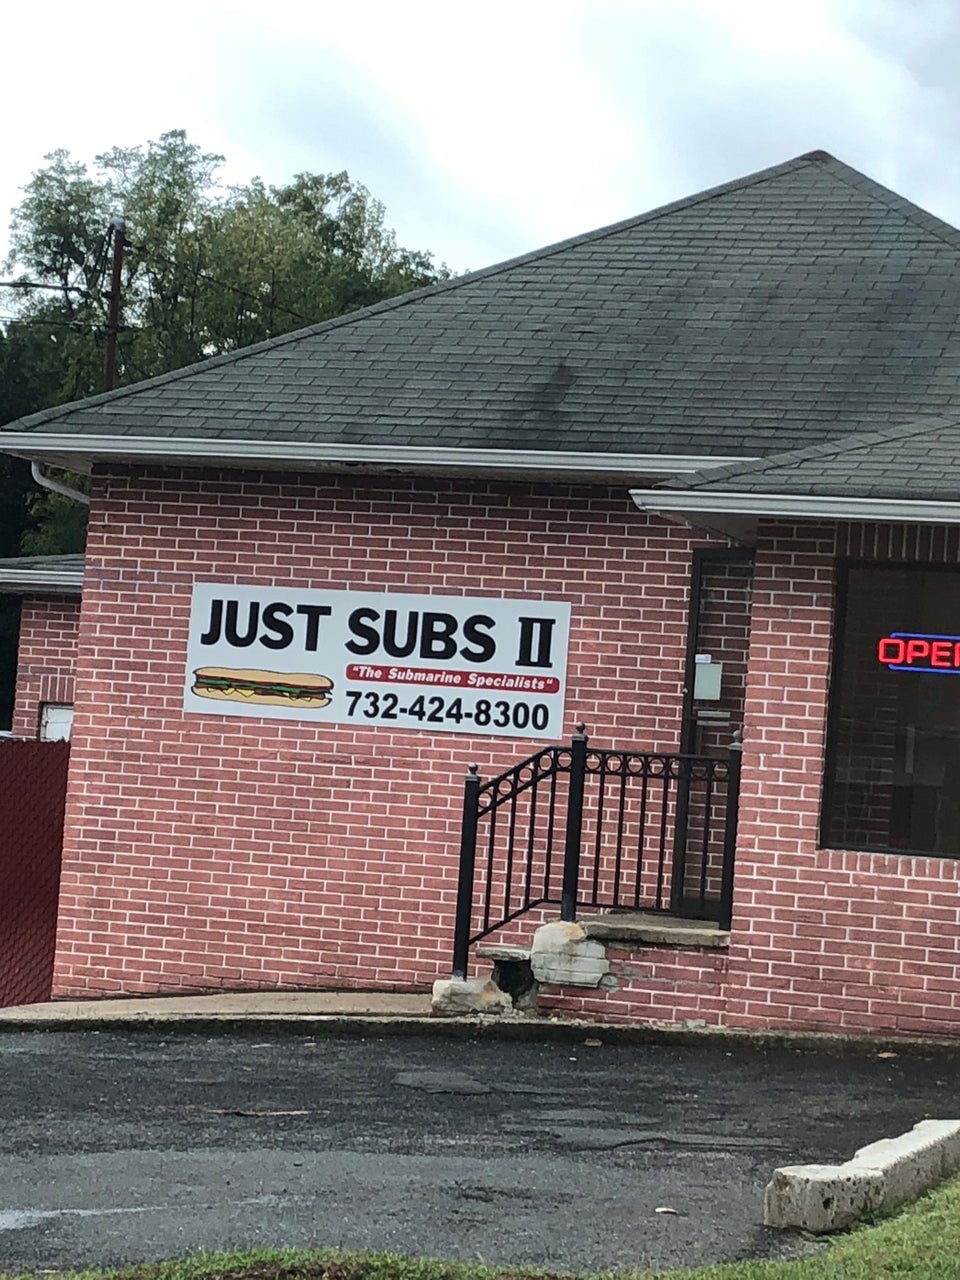 JUST SUBS II
"The Submarine Specialists"
732-424-8300
OPE